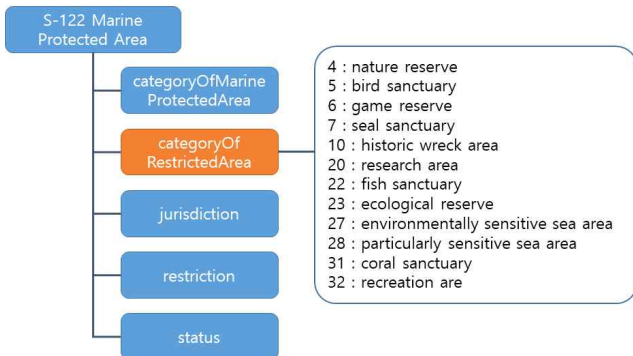 S-122 Marine
Protected Area
categoryOfMarine
ProtectedArea
categoryOf
RestrictedArea
jurisdiction
restriction
status
4 : nature reserve
5 : bird sanctuary
6 : game reserve
7 : seal sanctuary
10 : historic wreck area
20 : research area
22 : fish sanctuary
23 : ecological reserve
27 : environmentally sensitive sea area
28 : particularly sensitive sea area
31 : coral sanctuary
32 : recreation are